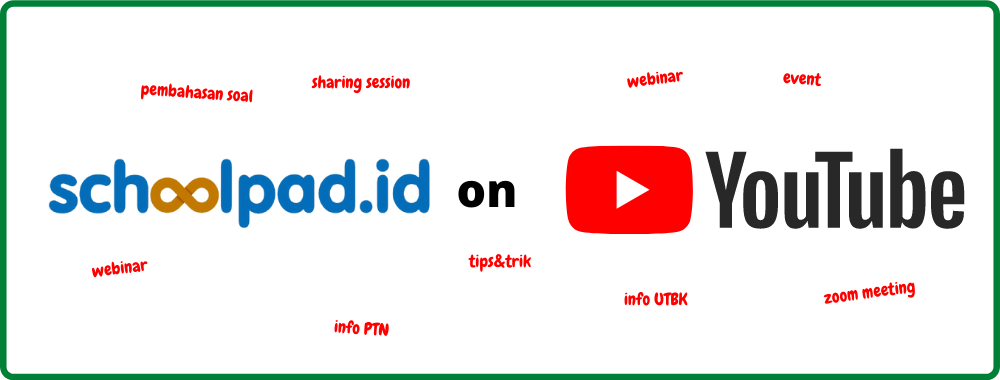 pembahasan soal
sharing session
webinar
event
schoolpad.id on YouTube
webinar
tips&trik
info UTBK
zoom meeting
info PTN